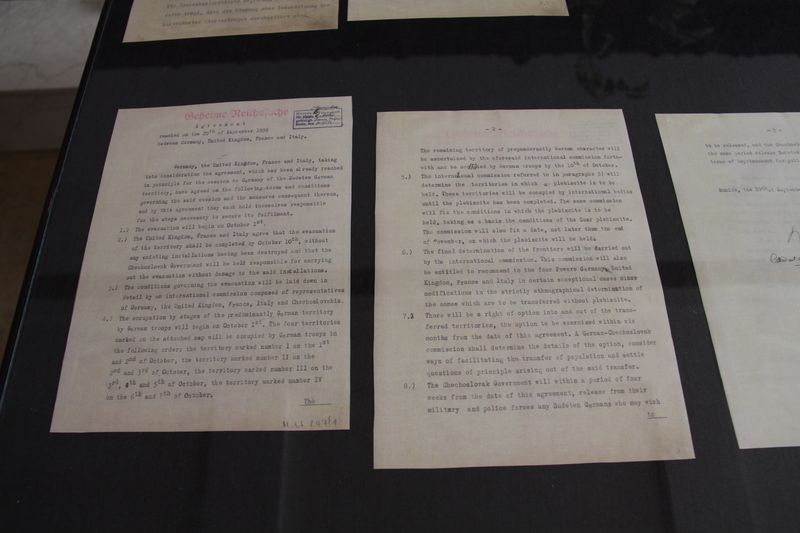 Geheime Reichssache
Agreement
reached on the 29th of September 1938
between Germany, United Kingdom, France and Italy.
Germany, the United Kingdom, France and Italy, taking
into consideration the agreement, which has been already reached
in principle for the cession to Germany of the Sudeten German
territory, have agreed on the following terms and conditions
governing the said cession and the measures consequent thereon,
and by this agreement they each hold themselves responsible
for the steps necessary to secure its fulfilment.
1.) The evacuation will begin on October 1st.
2.) The United Kingdom, France and Italy agree that the evacuation
of the territory shall be completed by October 10th, without
any existing installations having been destroyed and that the
Czechoslovak Government will be held responsible for carrying
out the evacuation without damage to the said installations.
3.) The conditions governing the evacuation will be laid down in
detail by an international commission composed of representatives
of Germany, the United Kingdom, France, Italy and Czechoslovakia.
4.) The occupation by stages of the predominantly German territory
by German troops will begin on October 1st. The four territories
marked on the attached map will be occupied by German troops in
the following order: the territory marked number I on the 1st
and 2nd of October, the territory marked number II on the
2nd and 3rd of October, the territory marked number III on the
3rd, 4th and 5th of October, the territory marked number IV
on the 6th and 7th of October.
The
- 2 -
The remaining territory of preponderantly German character will
be ascertained by the aforesaid international commission forth-
with and be occupied by German troops by the 10th of October.
5.) The international commission referred to in paragraph 3) will
determine the territories in which a plebiscite is to be
held. These territories will be occupied by international bodies
until the plebiscite has been completed. The same commission
will fix the conditions in which the plebiscite is to be
held, taking as a basis the conditions of the Saar plebiscite.
The commission will also fix a date, not later than the end
of November, on which the plebiscite will be held.
6.) The final determination of the frontiers will be carried out
by the international commission. This commission will also
be entitled to recommend to the four Powers Germany, United
Kingdom, France and Italy in certain exceptional cases minor
modifications in the strictly ethnographical determination of
the zones which are to be transferred without plebiscite.
7.) There will be a right of option into and out of the trans-
ferred territories, the option to be exercised within six
months from the date of this agreement. A German-Czechoslovak
commission shall determine the details of the option, consider
ways of facilitating the transfer of population and settle
questions of principle arising out of the said transfer.
8.) The Czechoslovak Government will within a period of four
weeks from the date of this agreement, release from their
military and police forces any Sudeten Germans who may wish
to
- 3 -
to be released, and the Czechoslovak
the same period release Sudeten
terms of imprisonment for poli
Munich, the 29th of Septem